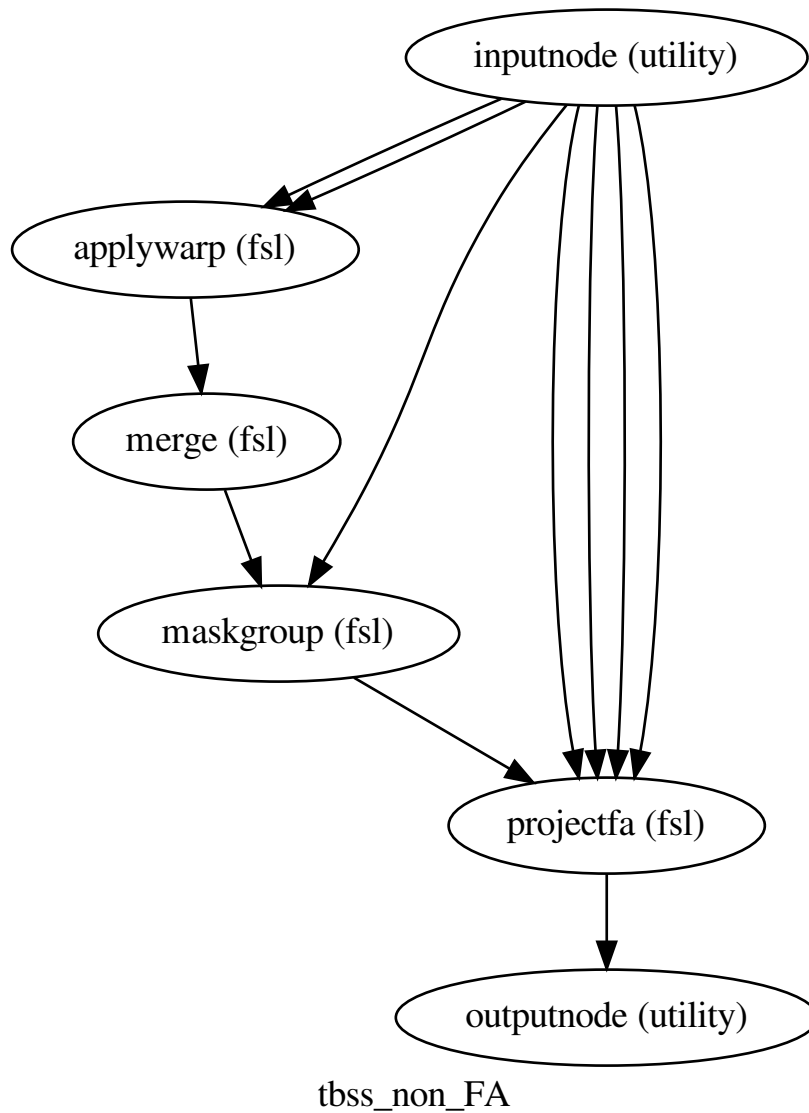 inputnode (utility)
applywarp (fsl)
merge (fsl)
maskgroup (fsl)
projectfa (fsl)
outputnode (utility)
tbss_non_FA